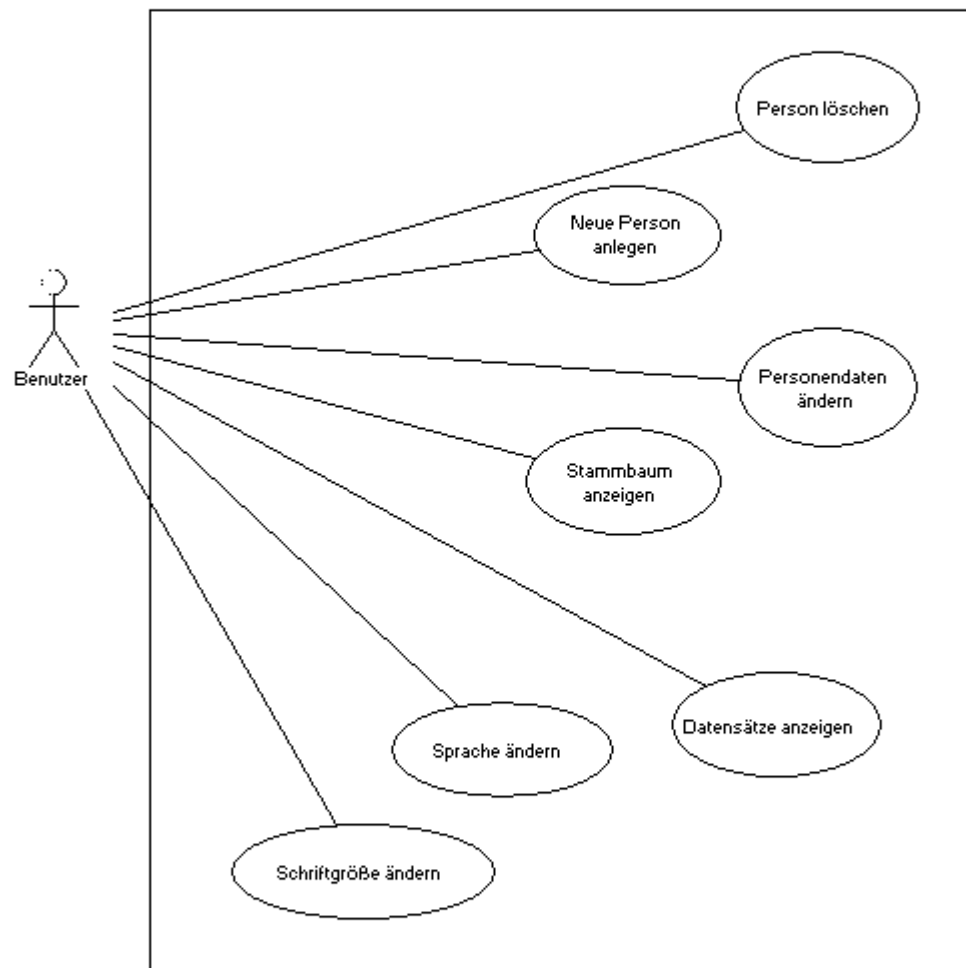 Person löschen
Neue Person
anlegen
Benutzer
Personendaten
ändern
Stammbaum
anzeigen
Datensätze anzeigen
Sprache ändern
Schriftgröße ändern